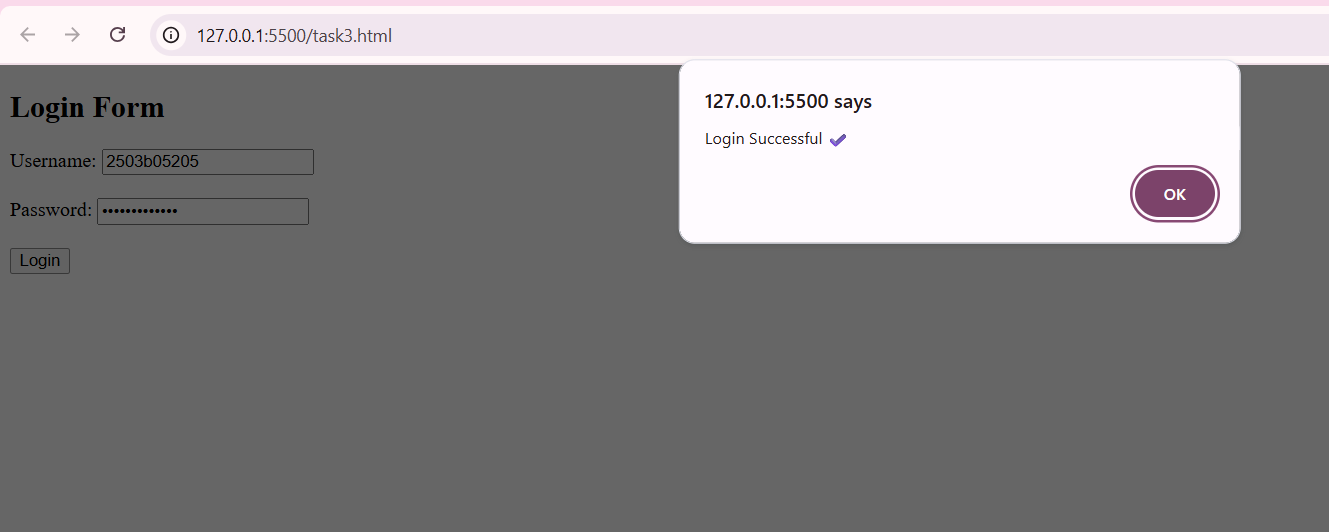 127.0.0.1:5500/task3.html
127.0.0.1:5500 says
Login Successful ✔
OK
Login Form
Username: 2503b05205
Password: •••••••••••••
Login